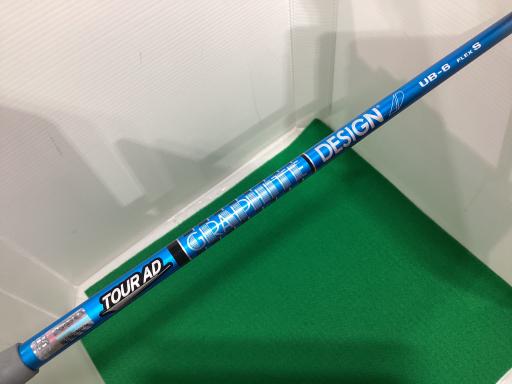 TOUR AD
GRAPHITE DESIGN
UB-6 FLEX S